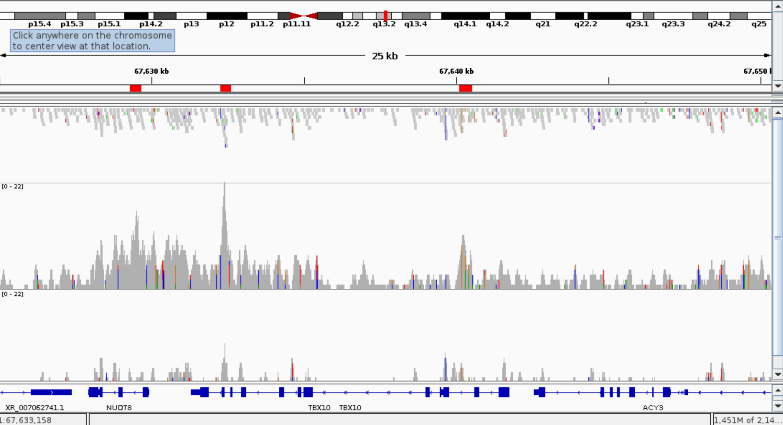 p15.4 p15.3 p15.1 p14.2 p13 p12 p11.2 p11.11 q12.2 q13.2 q13.4 q14.1 q14.2 q21 q22.2 q23.1 q23.3 q24.2 q25
Click anywhere on the chromosome
to center view at that location.
25 kb
67,630 kb 67,640 kb 67,650 k
[0 - 22]
[0 - 22]
XR_007052741.1 NUDT8 TBX10 TBX10 ACY3
1:67,633,158 1,451M of 2,14...